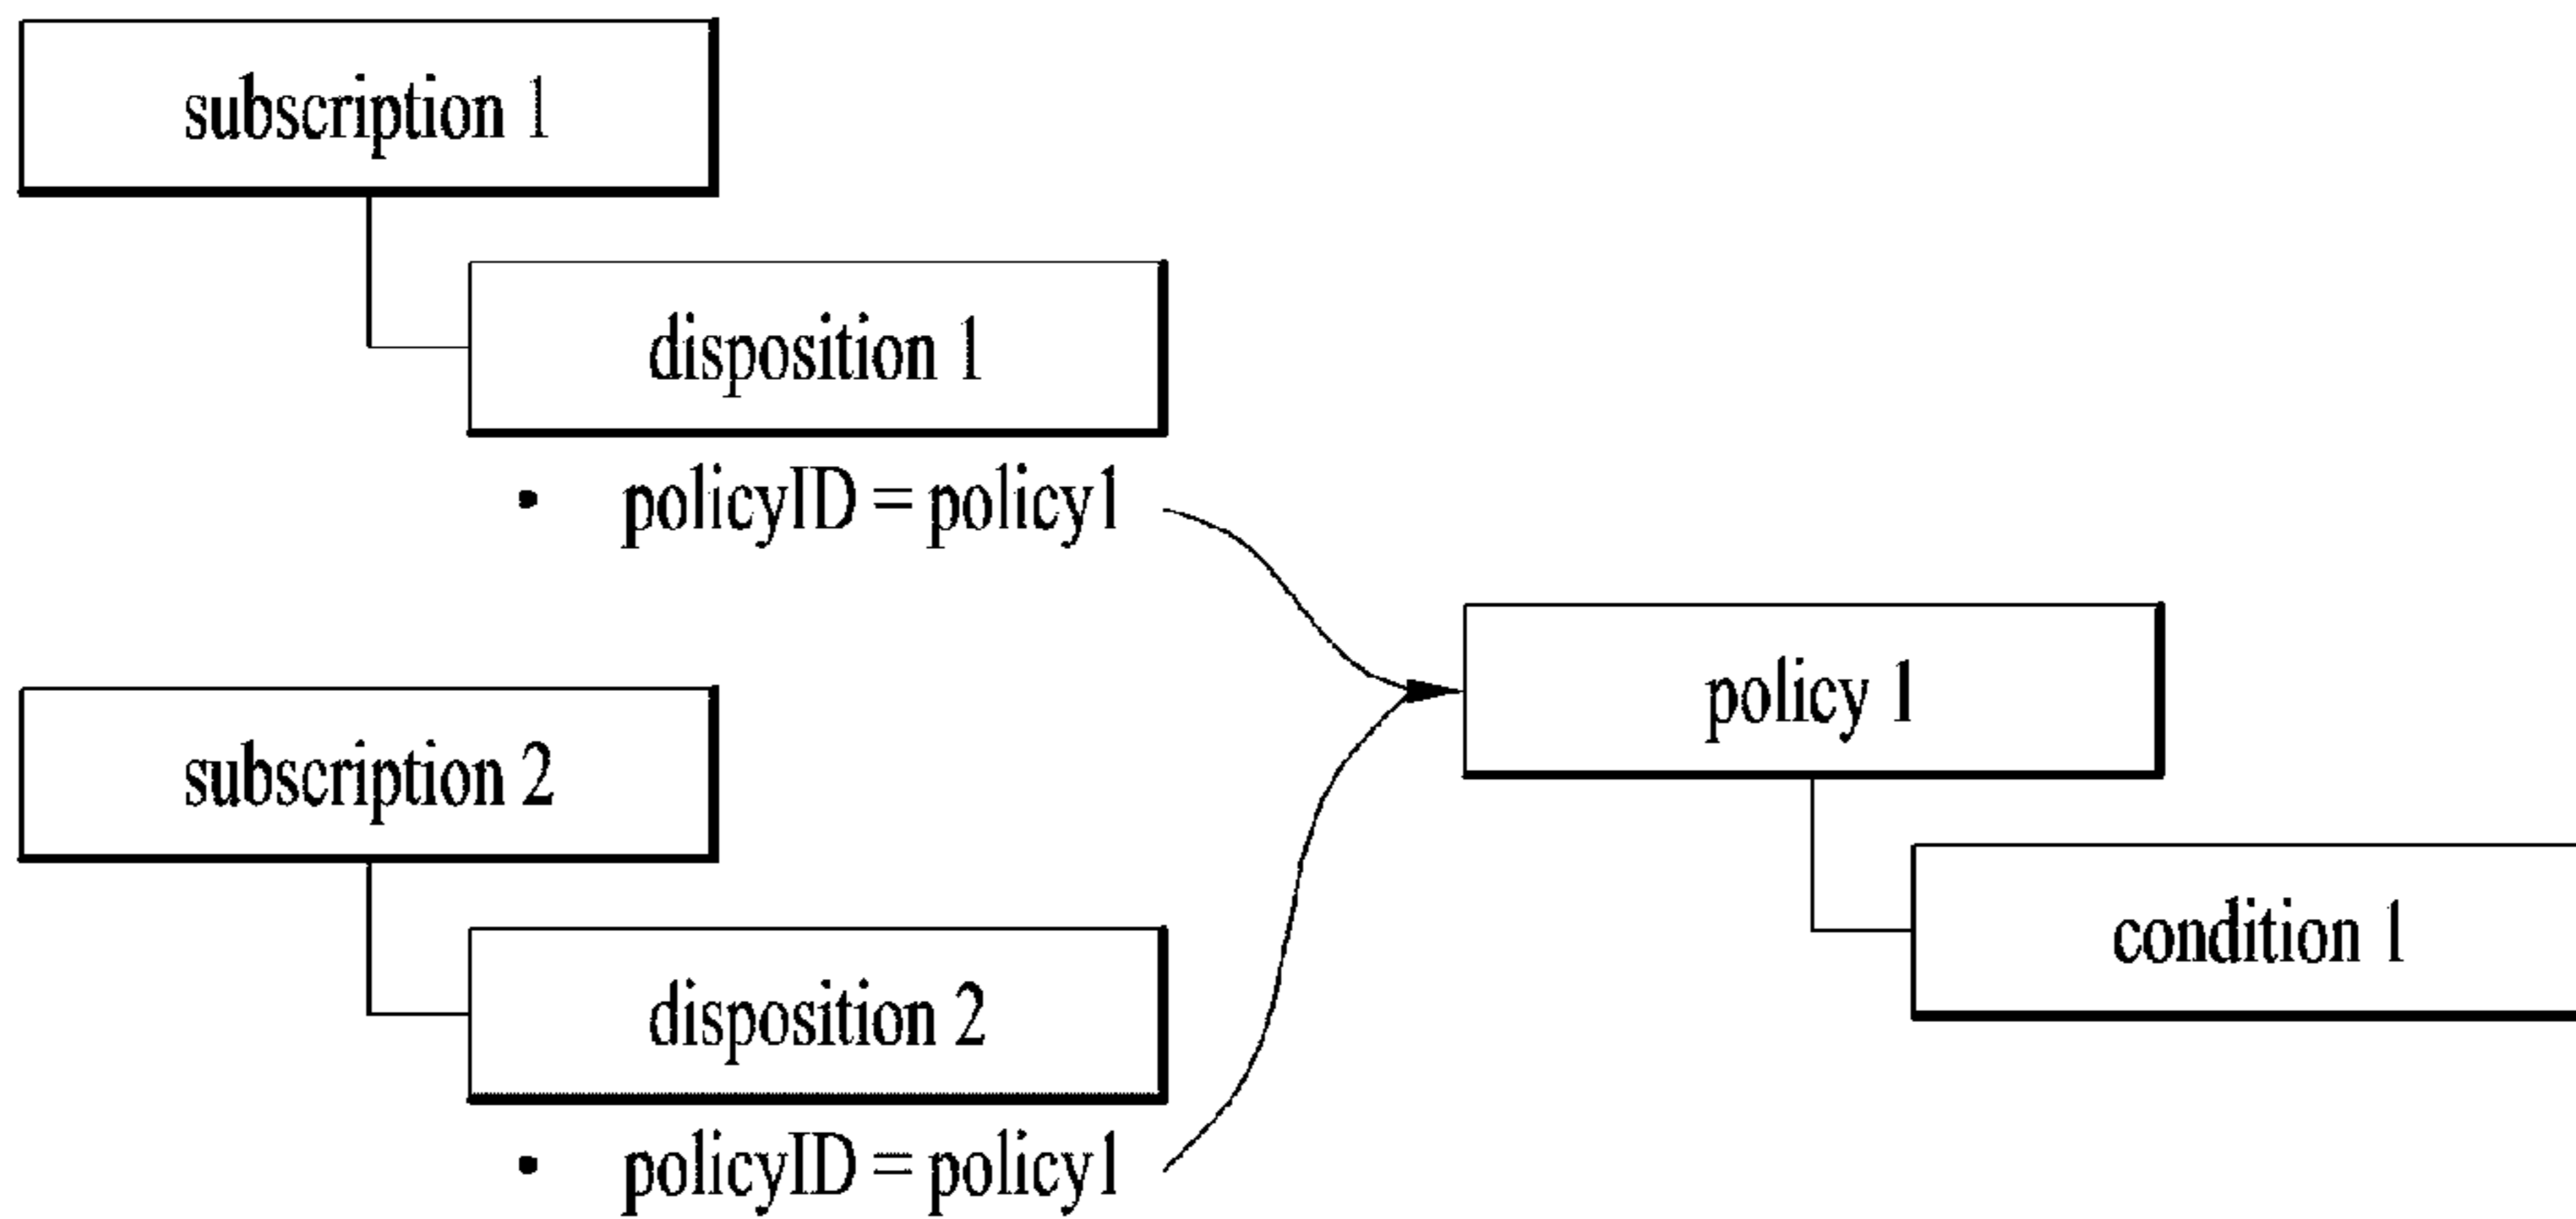 subscription 1
disposition 1
• policyID = policy1
policy 1
subscription 2
condition 1
disposition 2
• policyID = policy1